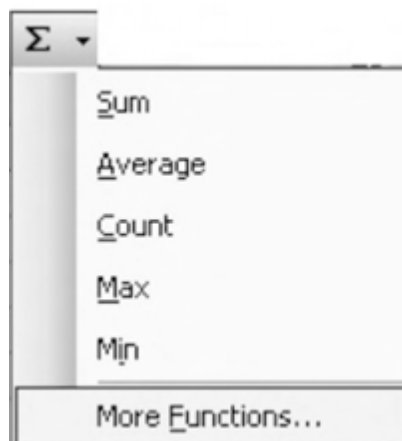 Σ
Sum
Average
Count
Max
Min
More Functions...